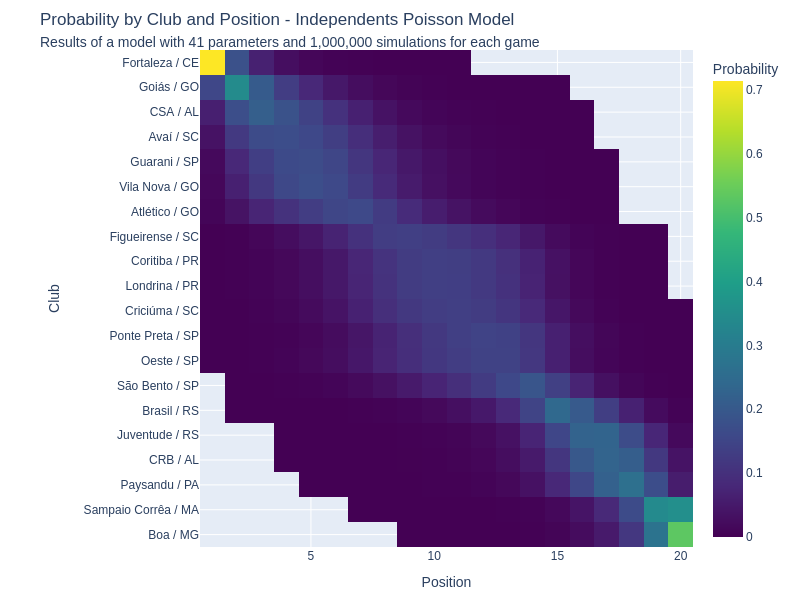 Probability by Club and Position - Independents Poisson Model
Results of a model with 41 parameters and 1,000,000 simulations for each game
Probability
Club
Fortaleza / CE
Goiás / GO
CSA / AL
Avaí / SC
Guarani / SP
Vila Nova / GO
Atlético / GO
Figueirense / SC
Coritiba / PR
Londrina / PR
Criciúma / SC
Ponte Preta / SP
Oeste / SP
São Bento / SP
Brasil / RS
Juventude / RS
CRB / AL
Paysandu / PA
Sampaio Corrêa / MA
Boa / MG
5 10 15 20
Position
0.7
0.6
0.5
0.4
0.3
0.2
0.1
0